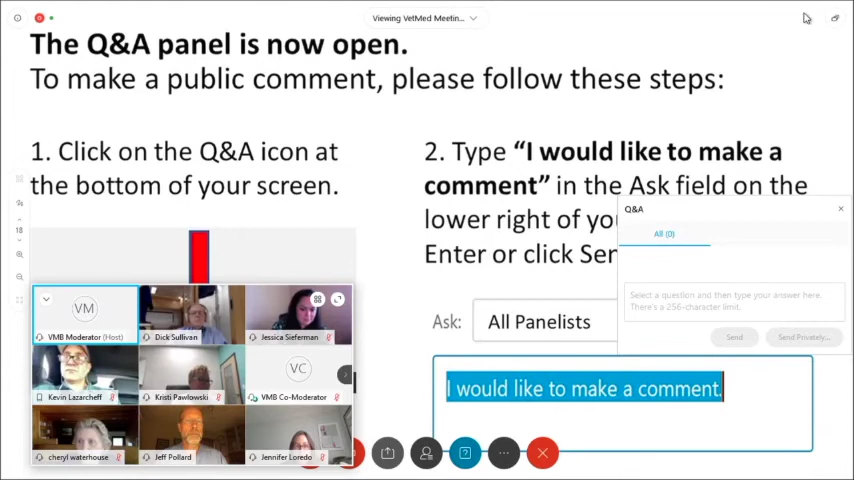 Viewing VetMed Meetin...
The Q&A panel is now open.
To make a public comment, please follow these steps:
1. Click on the Q&A icon at
the bottom of your screen.
2. Type “I would like to make a
comment” in the Ask field on the
lower right of you
Enter or click Sen
18
Q&A
All (0)
Select a question and then type your answer here.
There's a 256-character limit.
Send
Send Privately...
Ask:
All Panelists
I would like to make a comment.
VM
VMB Moderator (Host)
Dick Sullivan
Jessica Sieferman
Kevin Lazarcheff
Kristi Pawlowski
VC
VMB Co-Moderator
cheryl waterhouse
Jeff Pollard
Jennifer Loredo